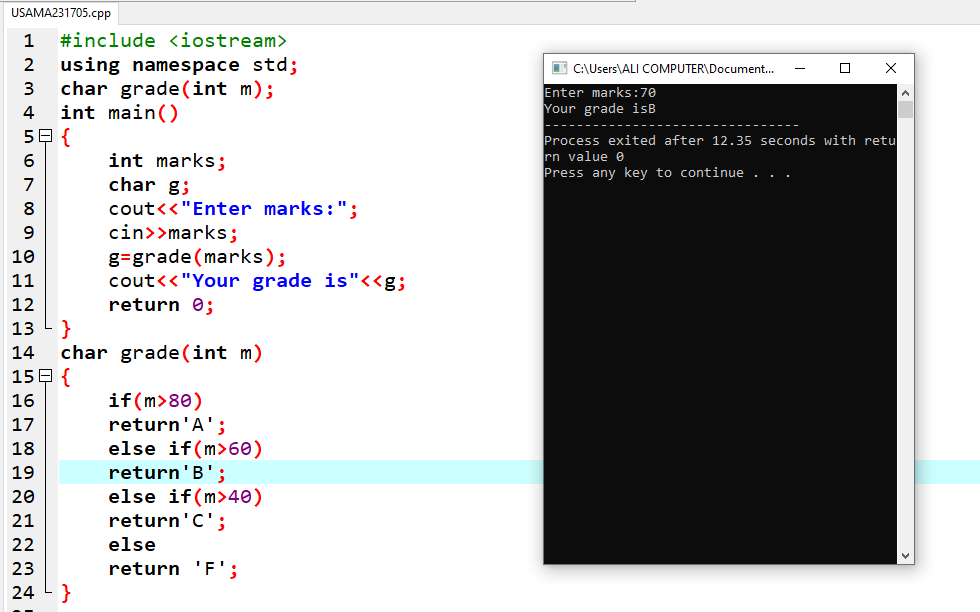 USAMA231705.cpp
1 #include <iostream>
2 using namespace std;
3 char grade(int m);
4 int main()
5 {
6 int marks;
7 char g;
8 cout<<"Enter marks:";
9 cin>>marks;
10 g=grade(marks);
11 cout<<"Your grade is"<<g;
12 return 0;
13 }
14 char grade(int m)
15 {
16 if(m>80)
17 return'A';
18 else if(m>60)
19 return'B';
20 else if(m>40)
21 return'C';
22 else
23 return 'F';
24 }
C:\Users\ALI COMPUTER\Document...
Enter marks:70
Your grade isB
--------------------------------
Process exited after 12.35 seconds with retu
rn value 0
Press any key to continue . . .